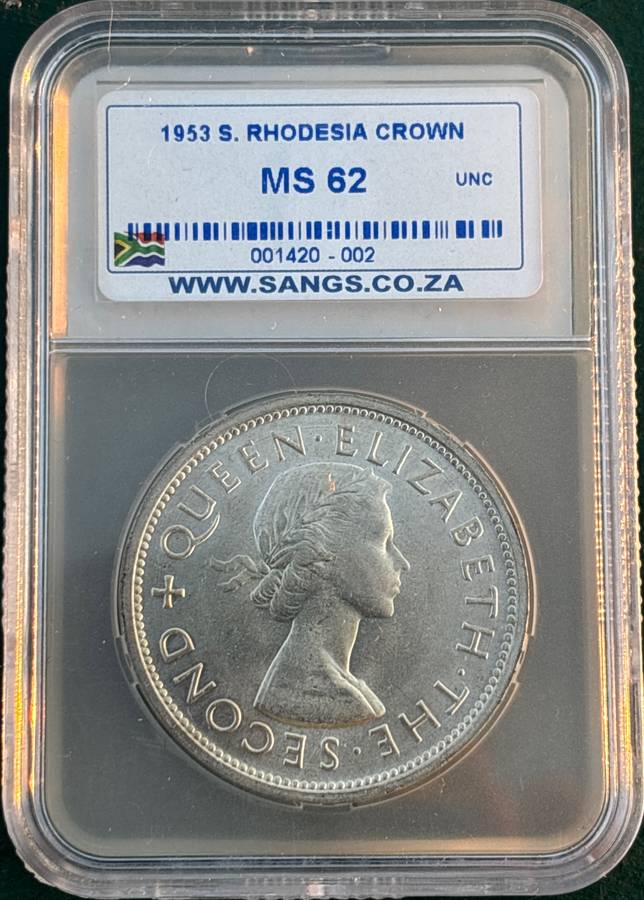 1953 S. RHODESIA CROWN
MS 62 UNC
001420 - 002
WWW.SANGS.CO.ZA
QUEEN · ELIZABETH · THE · SECOND